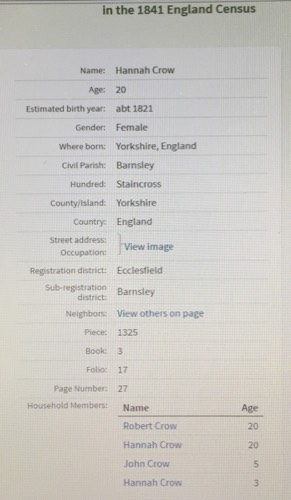 in the 1841 England Census
Name: Hannah Crow
Age: 20
Estimated birth year: abt 1821
Gender: Female
Where born: Yorkshire, England
Civil Parish: Barnsley
Hundred: Staincross
County/Island: Yorkshire
Country: England
Street address:
Occupation:
View image
Registration district: Ecclesfield
Sub-registration district: Barnsley
Neighbors: View others on page
Piece: 1325
Book: 3
Folio: 17
Page Number: 27
Household Members: Name Age
Robert Crow 20
Hannah Crow 20
John Crow 5
Hannah Crow 3